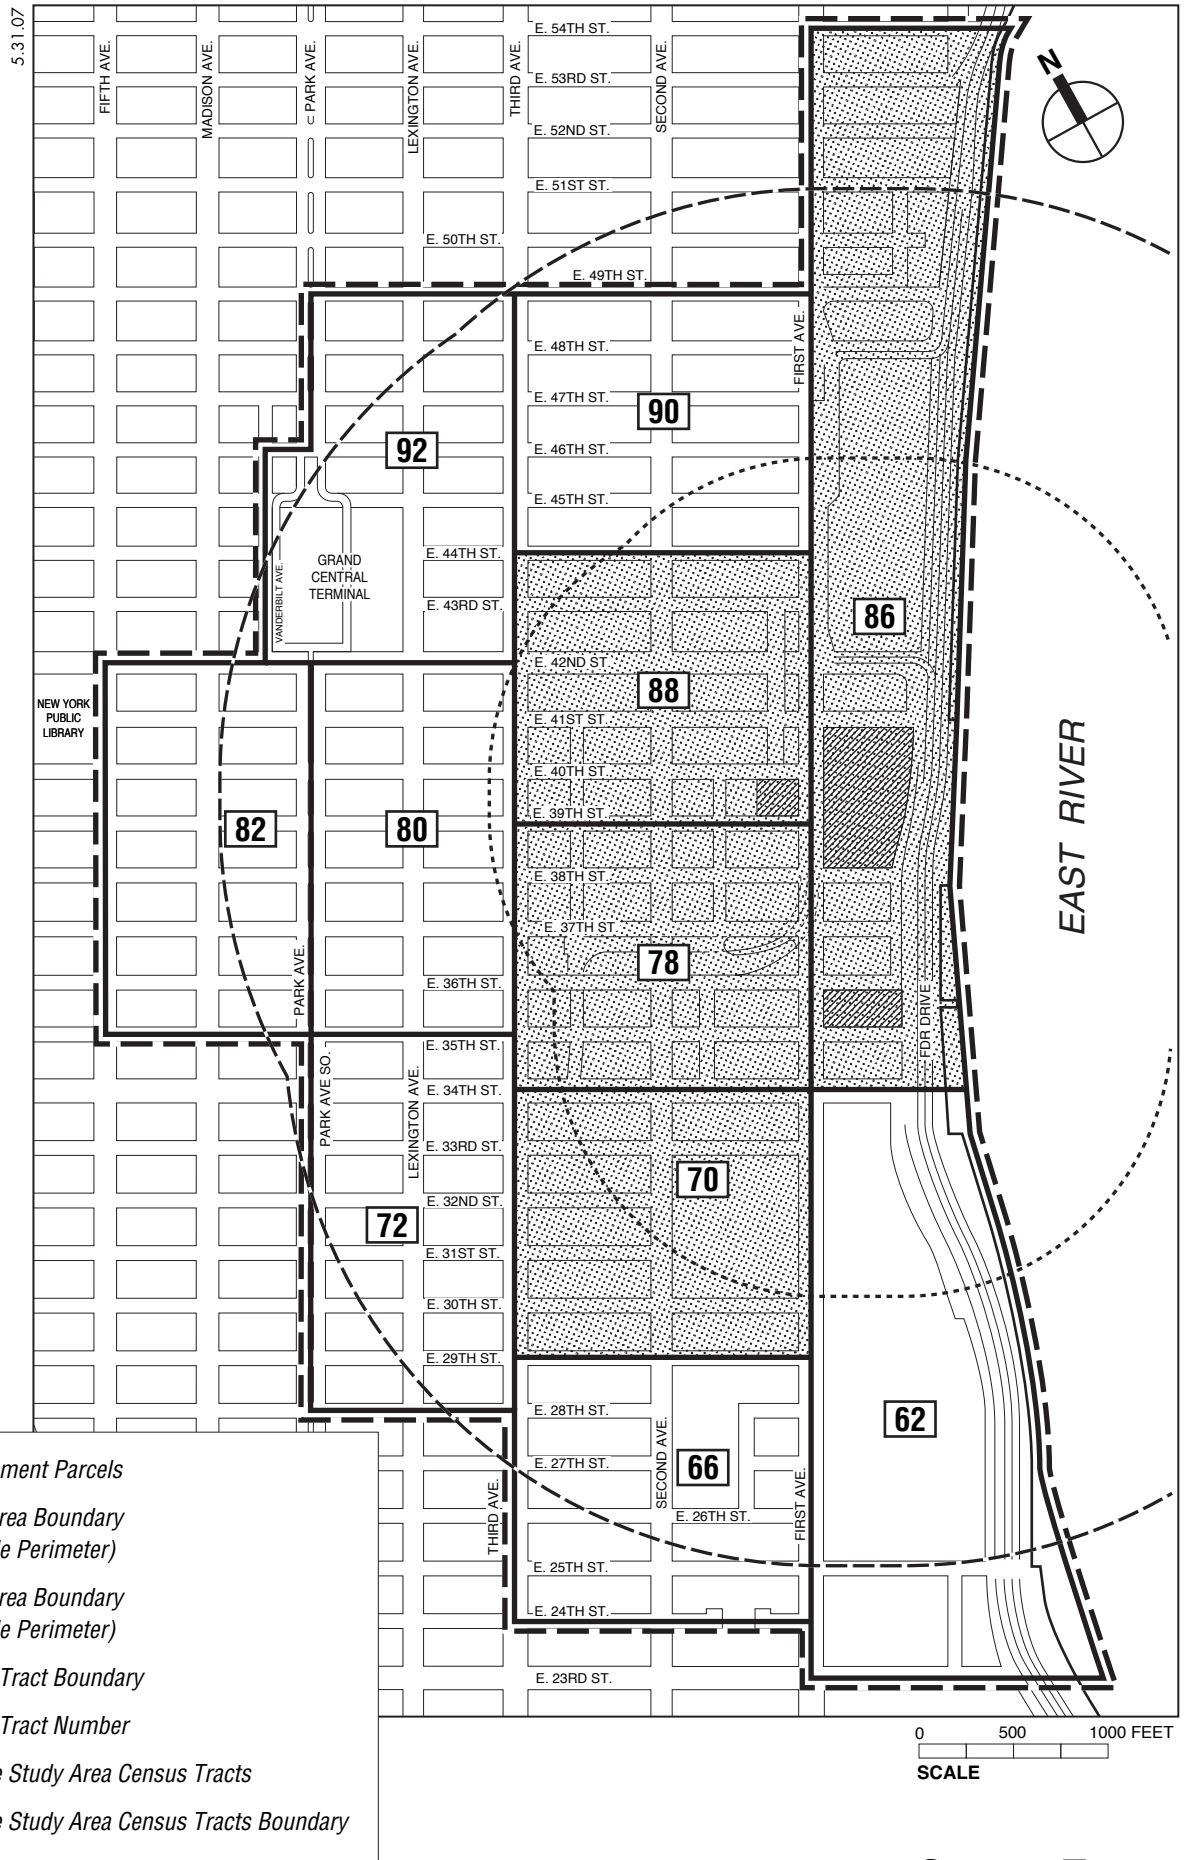 5.31.07
E. 54TH ST.
FIFTH AVE.
MADISON AVE.
PARK AVE.
LEXINGTON AVE.
THIRD AVE.
SECOND AVE.
N
E. 53RD ST.
E. 52ND ST.
E. 51ST ST.
E. 50TH ST.
E. 49TH ST.
FIRST AVE.
E. 48TH ST.
E. 47TH ST.
90
92
E. 46TH ST.
E. 45TH ST.
E. 44TH ST.
GRAND
CENTRAL
TERMINAL
VANDERBILT AVE.
E. 43RD ST.
86
E. 42ND ST.
88
NEW YORK
PUBLIC
LIBRARY
E. 41ST ST.
E. 40TH ST.
E. 39TH ST.
EAST RIVER
82
80
E. 38TH ST.
E. 37TH ST
78
PARK AVE.
E. 36TH ST.
FDR DRIVE
E. 35TH ST.
PARK AVE SO.
LEXINGTON AVE.
E. 34TH ST.
E. 33RD ST.
70
E. 32ND ST.
72
E. 31ST ST.
E. 30TH ST.
E. 29TH ST.
E. 28TH ST.
62
SECOND AVE.
E. 27TH ST.
66
THIRD AVE.
FIRST AVE.
E. 26TH ST.
E. 25TH ST.
E. 24TH ST.
E. 23RD ST.
ment Parcels
rea Boundary
e Perimeter)
rea Boundary
e Perimeter)
Tract Boundary
Tract Number
Study Area Census Tracts
Study Area Census Tracts Boundary
0 500 1000 FEET
SCALE